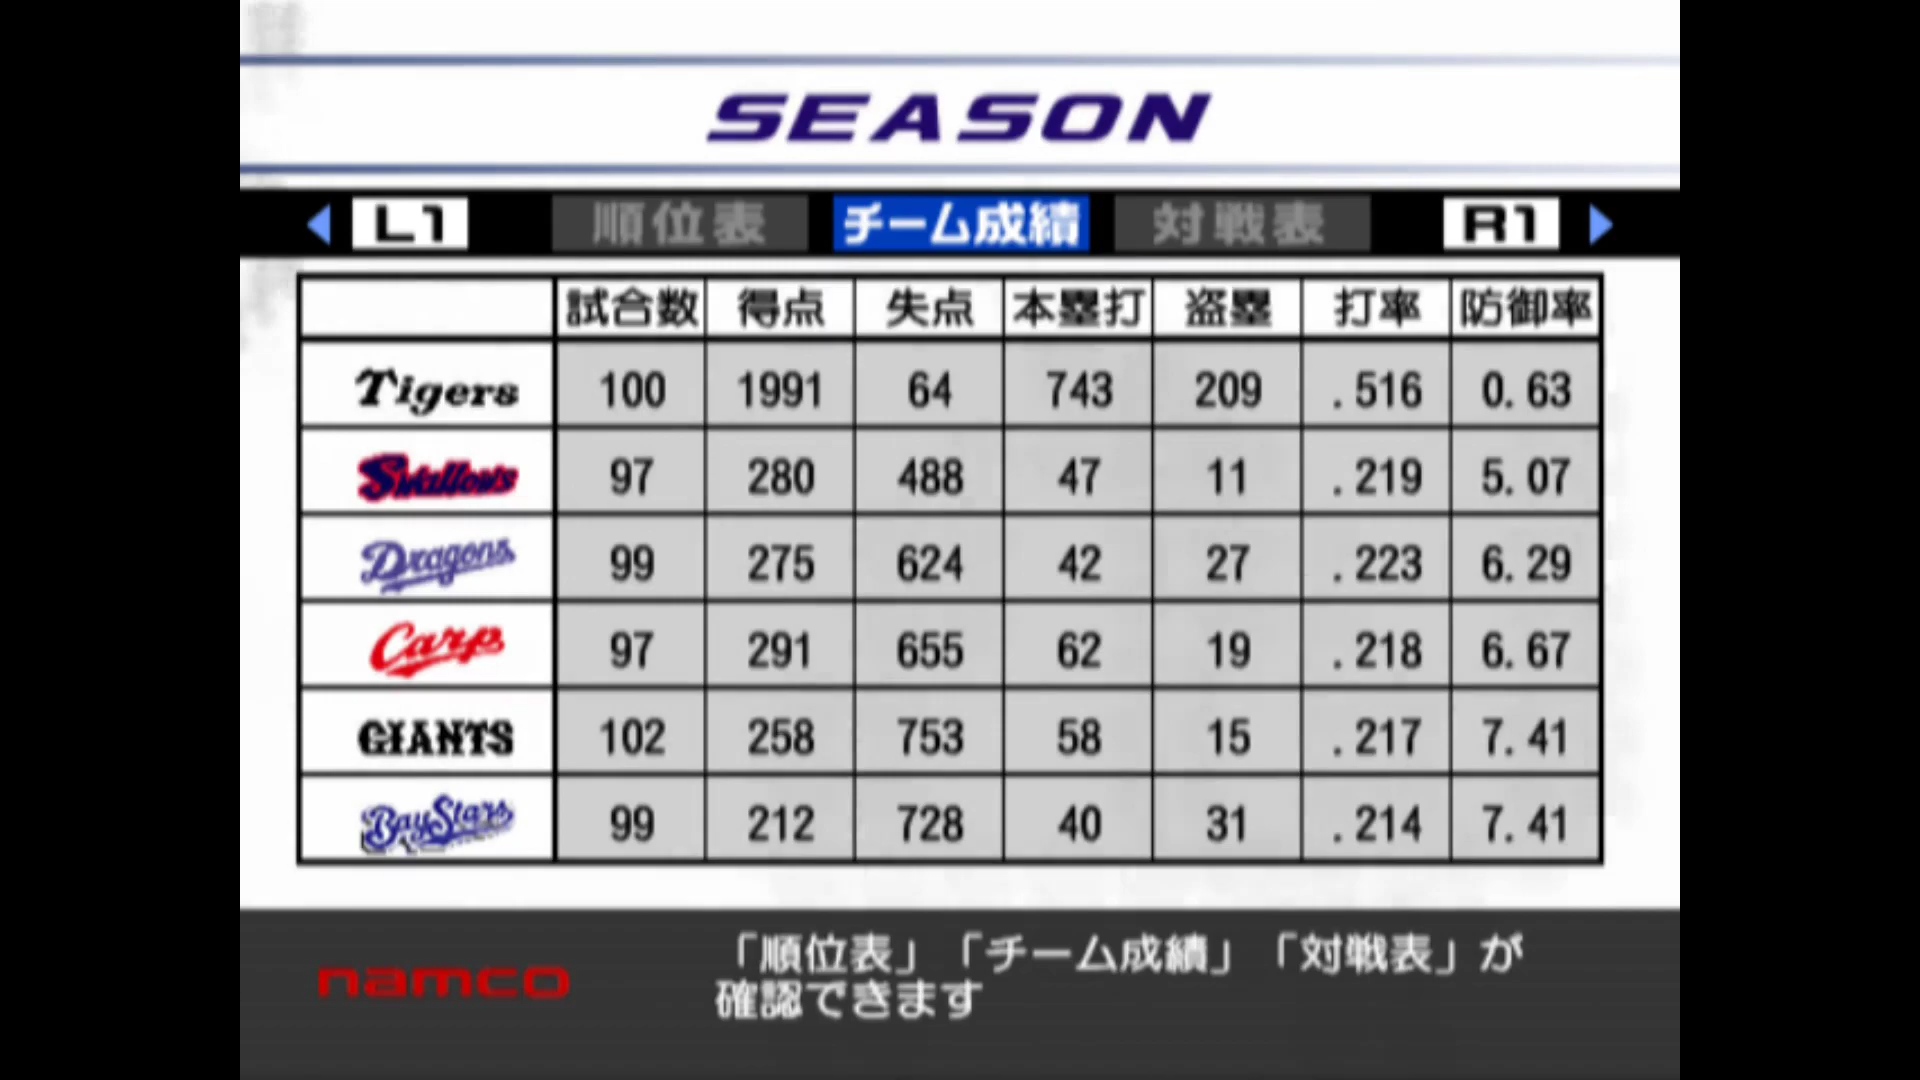 SEASON
L1 順位表 チーム成績 対戦表 R1
試合数 得点 失点 本塁打 盗塁 打率 防御率
Tigers 100 1991 64 743 209 .516 0.63
Swallows 97 280 488 47 11 .219 5.07
Dragons 99 275 624 42 27 .223 6.29
Carp 97 291 655 62 19 .218 6.67
GIANTS 102 258 753 58 15 .217 7.41
BayStars 99 212 728 40 31 .214 7.41
「順位表」「チーム成績」「対戦表」が
確認できます
namco